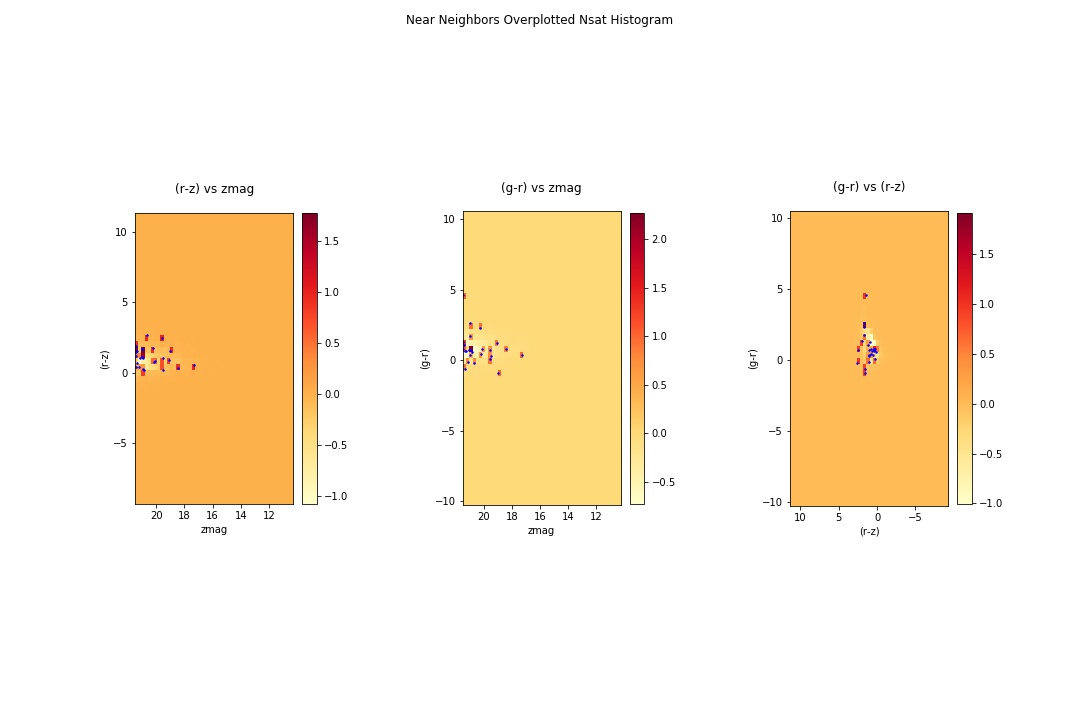 Near Neighbors Overplotted Nsat Histogram
(r-z) vs zmag
10
5
0
−5
(r-z)
20 18 16 14 12
zmag
1.5
1.0
0.5
0.0
−0.5
−1.0
(g-r) vs zmag
10
5
0
−5
−10
(g-r)
20 18 16 14 12
zmag
2.0
1.5
1.0
0.5
0.0
−0.5
(g-r) vs (r-z)
10
5
0
−5
−10
(g-r)
10 5 0 −5
(r-z)
1.5
1.0
0.5
0.0
−0.5
−1.0